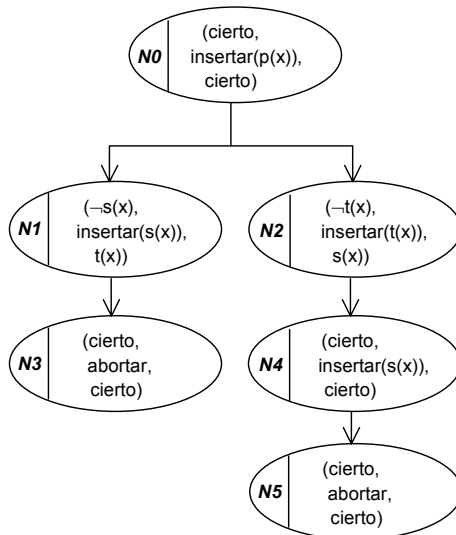 N0
(cierto,
insertar(p(x)),
cierto)
N1
(¬s(x),
insertar(s(x)),
t(x))
N2
(¬t(x),
insertar(t(x)),
s(x))
N3
(cierto,
abortar,
cierto)
N4
(cierto,
insertar(s(x)),
cierto)
N5
(cierto,
abortar,
cierto)